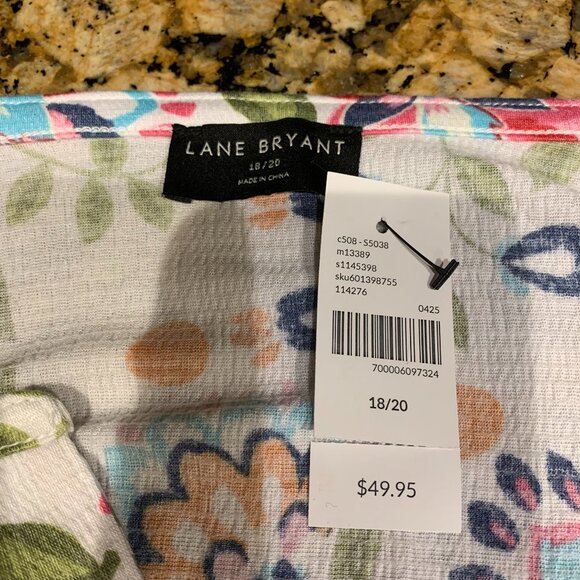 LANE BRYANT
18/20
MADE IN CHINA
c508 - S5038
m13389
s1145398
sku601398755
114276
0425
700006097324
18/20
$49.95